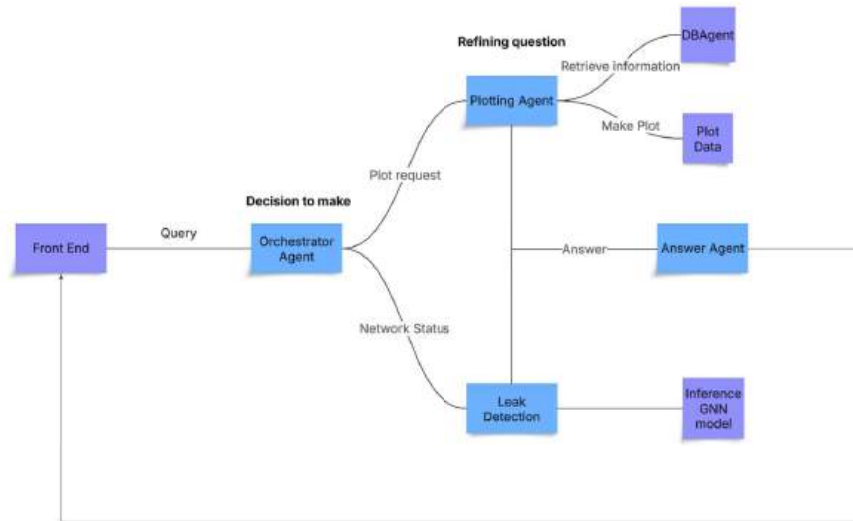 Refining question
DBAgent
Retrieve information
Plotting Agent
Make Plot
Plot
Data
Plot request
Decision to make
Query
Front End
Orchestrator
Agent
Answer
Answer Agent
Network Status
Leak
Detection
Inference
GNN
model